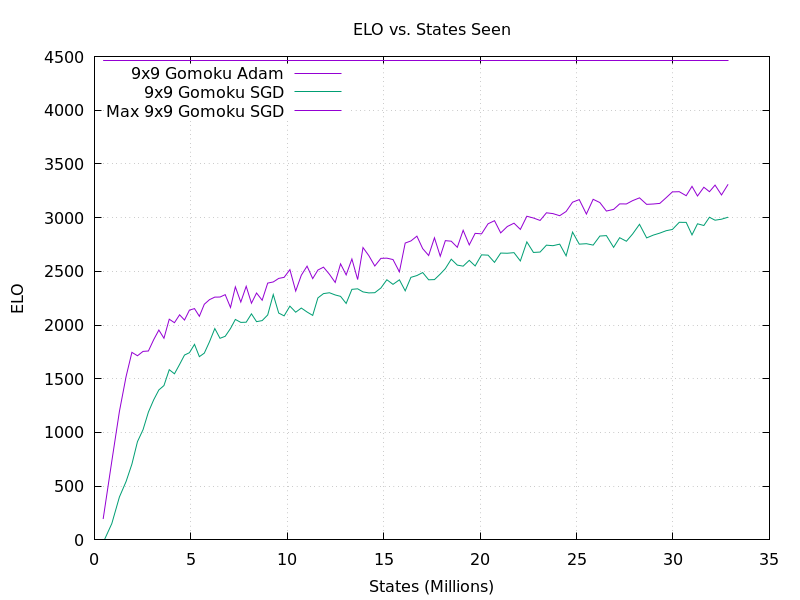 ELO vs. States Seen
4500
4000
3500
3000
2500
2000
1500
1000
500
0
ELO
9x9 Gomoku Adam
9x9 Gomoku SGD
Max 9x9 Gomoku SGD
0 5 10 15 20 25 30 35
States (Millions)